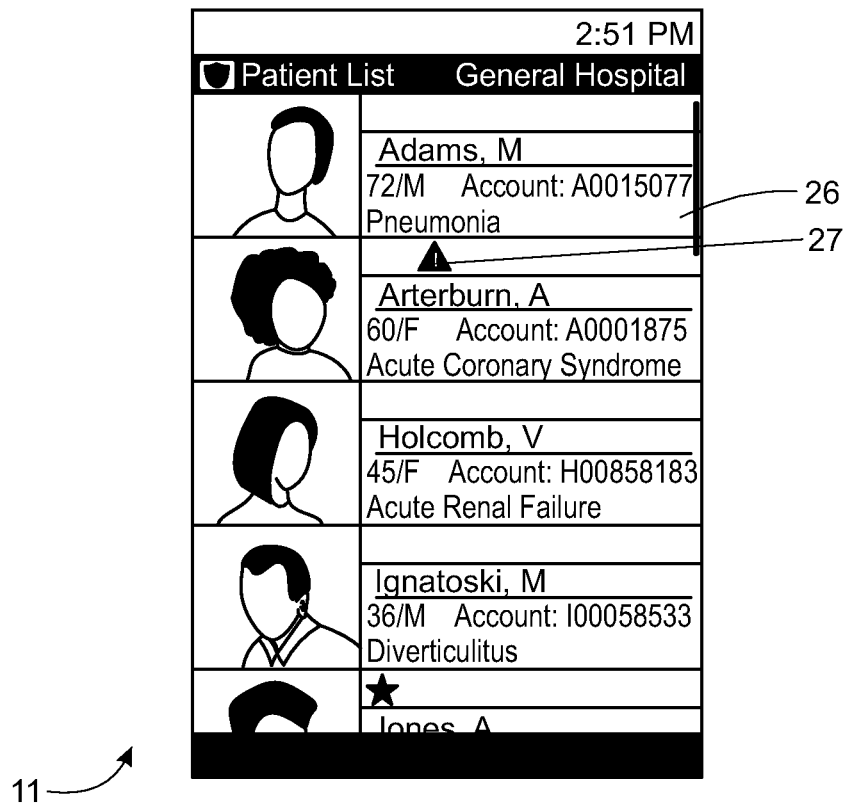 2:51 PM
Patient List General Hospital
Adams, M
72/M Account: A0015077
Pneumonia
26
27
Arterburn, A
60/F Account: A0001875
Acute Coronary Syndrome
Holcomb, V
45/F Account: H00858183
Acute Renal Failure
Ignatoski, M
36/M Account: I00058533
Diverticulitus
Jones, A
11